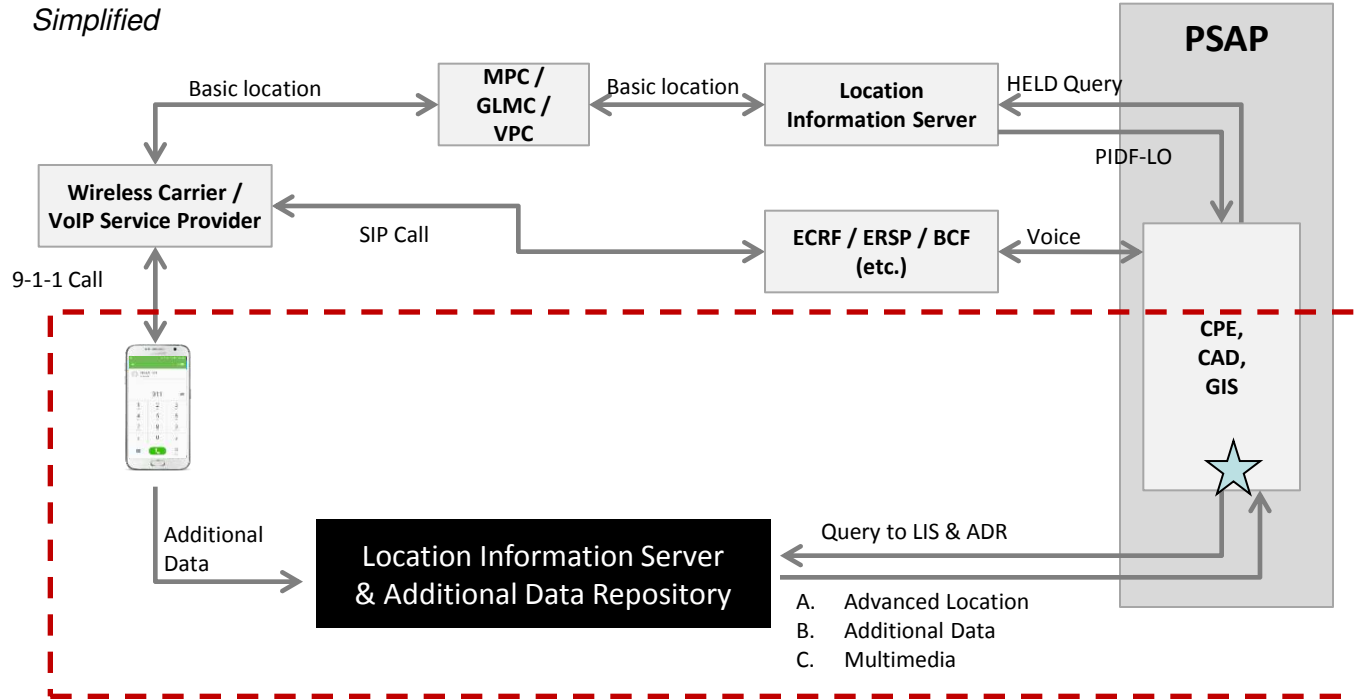 Simplified
PSAP
Basic location
MPC /
GLMC /
VPC
Basic location
Location
Information Server
HELD Query
PIDF-LO
Wireless Carrier /
VoIP Service Provider
SIP Call
ECRF / ERSP / BCF
(etc.)
Voice
9-1-1 Call
CPE,
CAD,
GIS
911
Additional
Data
Location Information Server
& Additional Data Repository
Query to LIS & ADR
A. Advanced Location
B. Additional Data
C. Multimedia